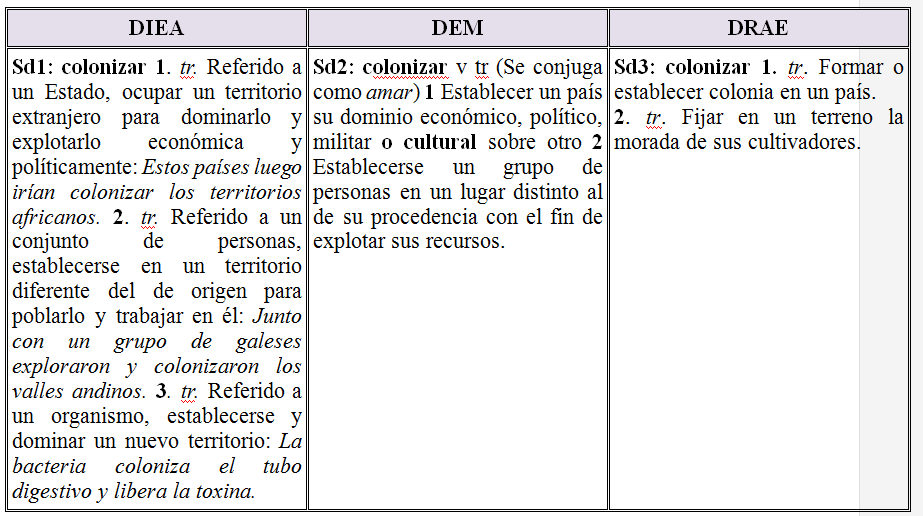 DIEA
DEM
DRAE
Sd1: colonizar 1. tr. Referido a
un Estado, ocupar un territorio
extranjero para dominarlo y
explotarlo económica y
políticamente: Estos países luego
irían colonizar los territorios
africanos. 2. tr. Referido a un
conjunto de personas,
establecerse en un territorio
diferente del de origen para
poblarlo y trabajar en él: Junto
con un grupo de galeses
exploraron y colonizaron los
valles andinos. 3. tr. Referido a
un organismo, establecerse y
dominar un nuevo territorio: La
bacteria coloniza el tubo
digestivo y libera la toxina.
Sd2: colonizar v tr (Se conjuga
como amar) 1 Establecer un país
su dominio económico, político,
militar o cultural sobre otro 2
Establecerse un grupo de
personas en un lugar distinto al
de su procedencia con el fin de
explotar sus recursos.
Sd3: colonizar 1. tr. Formar o
establecer colonia en un país.
2. tr. Fijar en un terreno la
morada de sus cultivadores.